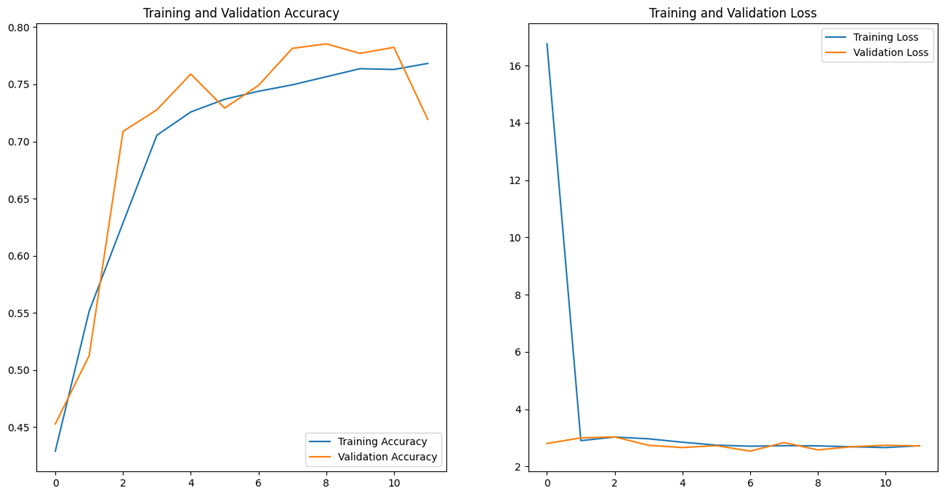 Training and Validation Accuracy
0.80
0.75
0.70
0.65
0.60
0.55
0.50
0.45
0 2 4 6 8 10
Training Accuracy
Validation Accuracy
Training and Validation Loss
16
14
12
10
8
6
4
2
0 2 4 6 8 10
Training Loss
Validation Loss